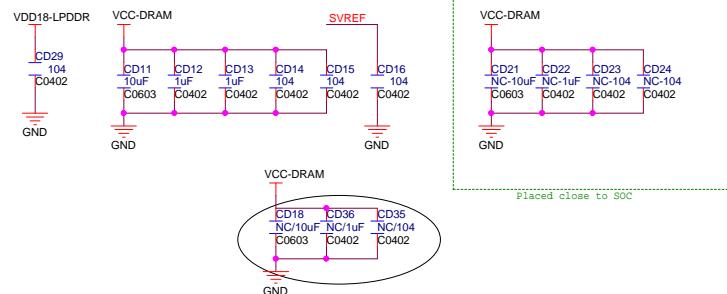 VDD18-LPDDR
CD29
104
C0402
GND
VCC-DRAM
SVREF
CD11
10uF
C0603
CD12
1uF
C0402
CD13
1uF
C0402
CD14
104
C0402
CD15
104
C0402
CD16
104
C0402
GND
GND
VCC-DRAM
CD21
NC-10uF
C0603
CD22
NC-1uF
C0402
CD23
NC-104
C0402
CD24
NC-104
C0402
GND
Placed close to SOC
VCC-DRAM
CD18
NC/10uF
C0603
CD36
NC/1uF
C0402
CD35
NC/104
C0402
GND